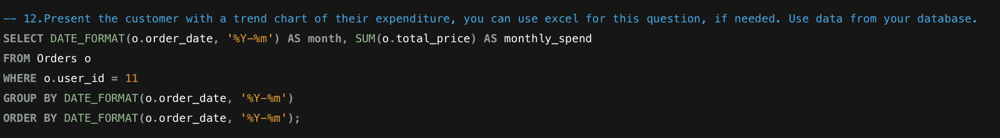 -- 12.Present the customer with a trend chart of their expenditure, you can use excel for this question, if needed. Use data from your database.
SELECT DATE_FORMAT(o.order_date, '%Y-%m') AS month, SUM(o.total_price) AS monthly_spend
FROM Orders o
WHERE o.user_id = 11
GROUP BY DATE_FORMAT(o.order_date, '%Y-%m')
ORDER BY DATE_FORMAT(o.order_date, '%Y-%m');